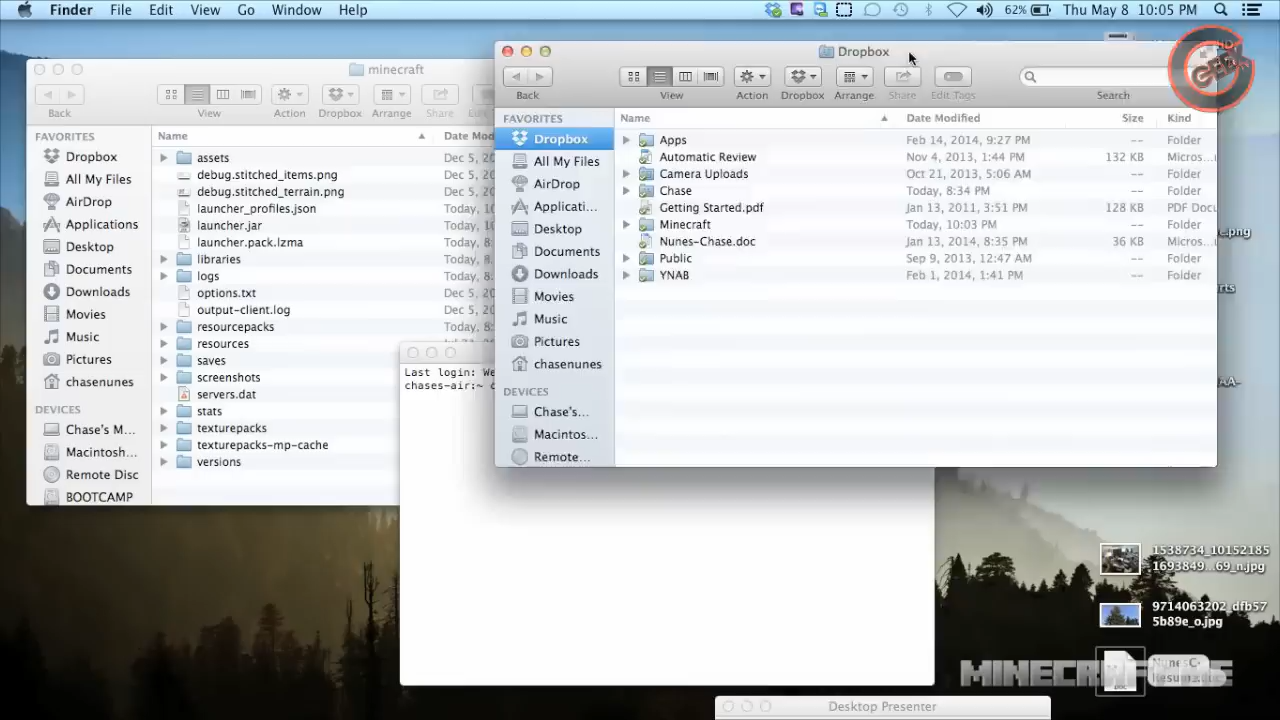 Finder File Edit View Go Window Help 62% Thu May 8 10:05 PM
minecraft
Back View Action Dropbox Arrange Share
FAVORITES
Dropbox
All My Files
AirDrop
Applications
Desktop
Documents
Downloads
Movies
Music
Pictures
chasenunes
DEVICES
Chase's M...
Macintosh...
Remote Disc
BOOTCAMP
Name Date Mod
assets Dec 5, 20
debug.stitched_items.png Dec 5, 20
debug.stitched_terrain.png Dec 5, 20
launcher_profiles.json Today, 10
launcher.jar Today, 10
launcher.pack.lzma Today, 10
libraries Dec 5, 20
logs Today, 8:
options.txt Dec 5, 20
output-client.log Dec 5, 20
resourcepacks Today, 8:
resources
saves
screenshots
servers.dat
stats
texturepacks
texturepacks-mp-cache
versions
Last login: We
chases-air:~
Dropbox
Back View Action Dropbox Arrange Share Edit Tags Search
FAVORITES
Dropbox
All My Files
AirDrop
Applicati...
Desktop
Documents
Downloads
Movies
Music
Pictures
chasenunes
DEVICES
Chase's...
Macintos...
Remote...
Name Date Modified Size Kind
Apps Feb 14, 2014, 9:27 PM -- Folder
Automatic Review Nov 4, 2013, 1:44 PM 132 KB Micros...
Camera Uploads Oct 21, 2013, 5:06 AM -- Folder
Chase Today, 8:34 PM -- Folder
Getting Started.pdf Jan 13, 2011, 3:51 PM 128 KB PDF Docu
Minecraft Today, 10:03 PM -- Folder
Nunes-Chase.doc Jan 13, 2014, 8:35 PM 36 KB Micros...
Public Sep 9, 2013, 12:47 AM -- Folder
YNAB Feb 1, 2014, 1:41 PM -- Folder
1538734_10152185
1693849...69_n.jpg
9714063202_dfb57
5b89e_o.jpg
Desktop Presenter